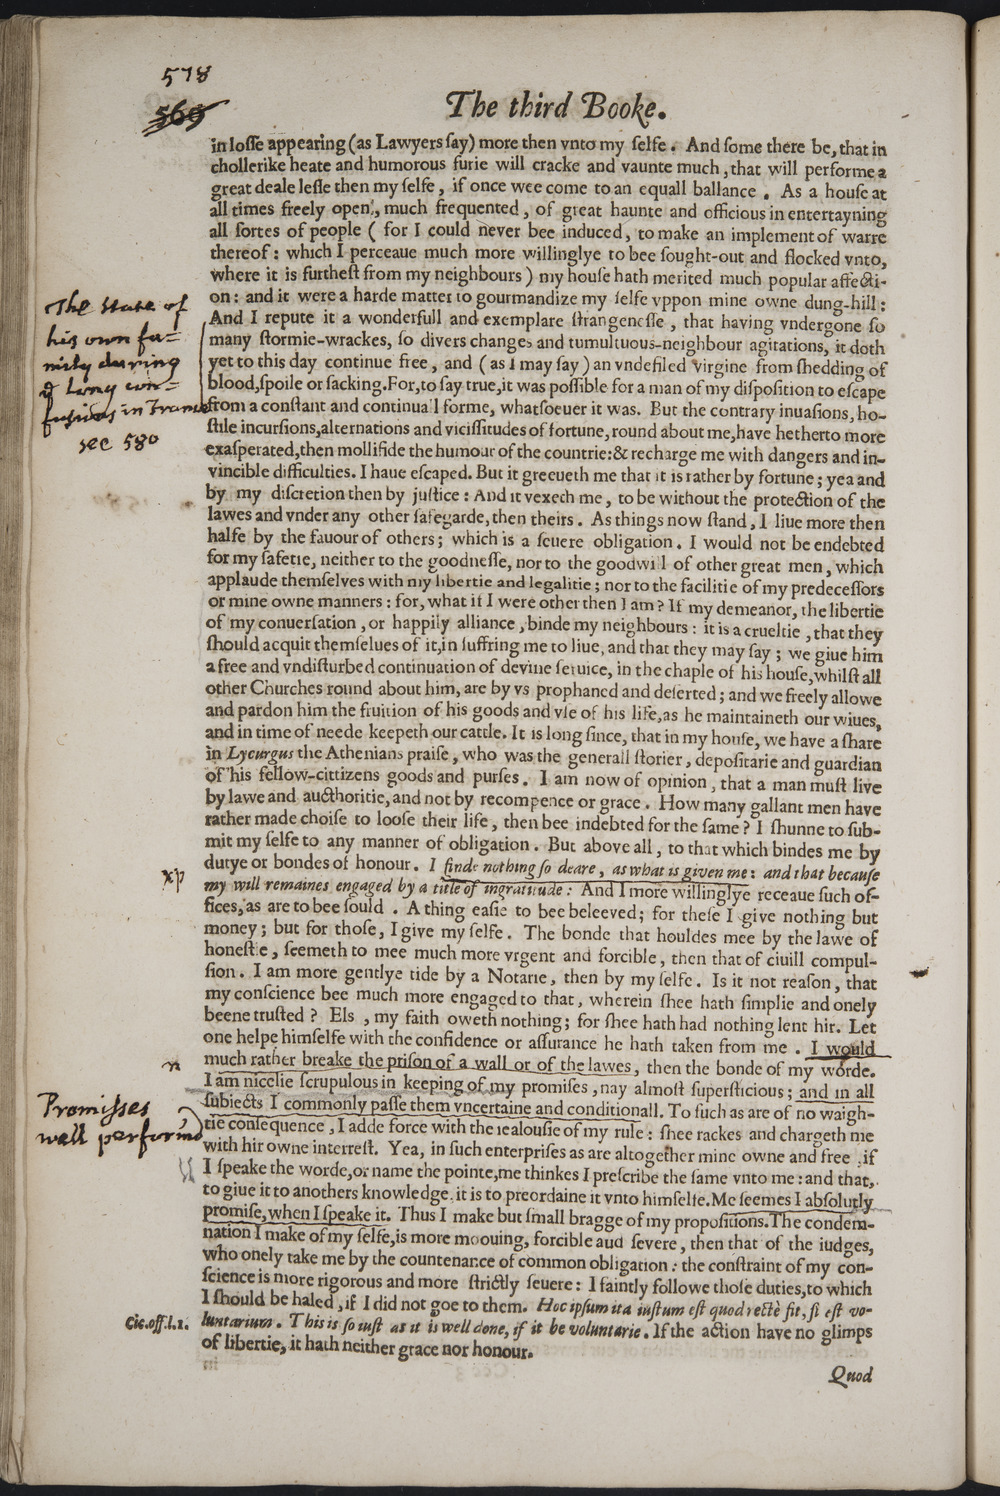 578
569
The third Booke.
in losse appearing (as Lawyers say) more then vnto my selfe. And some there be, that in
chollerike heate and humorous furie will cracke and vaunte much, that will performe a
great deale lesse then my selfe, if once wee come to an equall ballance. As a house at
all times freely open, much frequented, of great haunte and officious in entertayning
all sortes of people (for I could never bee induced, to make an implement of warre
thereof: which I perceaue much more willinglye to bee sought-out and flocked vnto,
where it is furthest from my neighbours) my house hath merited much popular affecti-
on: and it were a harde matter to gourmandize my selfe vppon mine owne dung-hill:
And I repute it a wonderfull and exemplare strangenesse, that having vndergone so
many stormie-wrackes, so divers changes and tumultuous-neighbour agitations, it doth
yet to this day continue free, and (as I may say) an vndefiled virgine from shedding of
blood, spoile or sacking. For, to say true, it was possible for a man of my disposition to escape
from a constant and continuall forme, whatsoeuer it was. But the contrary inuasions, ho-
stile incursions, alternations and vicissitudes of fortune, round about me, have hetherto more
exasperated, then mollifide the humour of the countrie: & recharge me with dangers and in-
vincible difficulties. I haue escaped. But it greeueth me that it is rather by fortune; yea and
by my discretion then by justice: And it vexeth me, to be without the protection of the
lawes and vnder any other safegarde, then theirs. As things now stand, I liue more then
halfe by the fauour of others; which is a seuere obligation. I would not be endebted
for my safetie, neither to the goodnesse, nor to the goodwill of other great men, which
applaude themselves with my libertie and legalitie; nor to the facilitie of my predecessors
or mine owne manners: for, what if I were other then I am? If my demeanor, the libertie
of my conuersation, or happily alliance, binde my neighbours: it is a crueltie, that they
should acquit themselues of it, in suffring me to liue, and that they may say; we giue him
a free and vndisturbed continuation of devine seruice, in the chaple of his house, whilst all
other Churches round about him, are by vs prophaned and deserted; and we freely allowe
and pardon him the fruition of his goods and vse of his life, as he maintaineth our wiues,
and in time of neede keepeth our cattle. It is long since, that in my house, we have a share
in Lycurgus the Athenians praise, who was the generall storier, depositarie and guardian
of his fellow-cittizens goods and purses. I am now of opinion, that a man must live
by lawe and aucthoritie, and not by recompence or grace. How many gallant men have
rather made choise to loose their life, then bee indebted for the same? I shunne to sub-
mit my selfe to any manner of obligation. But above all, to that which bindes me by
dutye or bondes of honour. I finde nothing so deare, as what is given me: and that because
my will remaines engaged by a title of ingratitude: And I more willinglye receaue such of-
fices, as are to bee sould. A thing easie to bee beleeved; for these I give nothing but
money; but for those, I give my selfe. The bonde that houldes mee by the lawe of
honestie, seemeth to mee much more vrgent and forcible, then that of ciuill compul-
sion. I am more gentlye tide by a Notarie, then by my selfe. Is it not reason, that
my conscience bee much more engaged to that, wherein shee hath simplie and onely
beene trusted? Els, my faith oweth nothing; for shee hath had nothing lent hir. Let
one helpe himselfe with the confidence or assurance he hath taken from me. I would
much rather breake the prison of a wall or of the lawes, then the bonde of my worde.
I am nicelie scrupulous in keeping of my promises, nay almost superstitious; and in all
subiects I commonly passe them vncertaine and conditionall. To such as are of no waigh-
tie consequence, I adde force with the iealousie of my rule: shee rackes and chargeth me
with hir owne interrest. Yea, in such enterprises as are altogether mine owne and free, if
I speake the worde, or name the pointe, me thinkes I prescribe the same vnto me: and that,
to giue it to anothers knowledge, it is to preordaine it vnto himselfe. Me seemes I absolutly
promise, when I speake it. Thus I make but small bragge of my propositions. The condem-
nation I make of my selfe, is more moouing, forcible aud severe, then that of the iudges,
who onely take me by the countenance of common obligation: the constraint of my con-
science is more rigorous and more strictly seuere: I faintly followe those duties, to which
I should be haled, if I did not goe to them. Hoc ipsum ita iustum est quod rectè fit, si est vo-
luntarium. This is so iust as it is well done, if it be voluntarie. If the action have no glimps
of libertie, it hath neither grace nor honour.
Quod
The state of
his own fa=
mily during
long con=
fusions in France
see 580
xp
n
Promisses
well perform'd
Cic. off. l. 1.